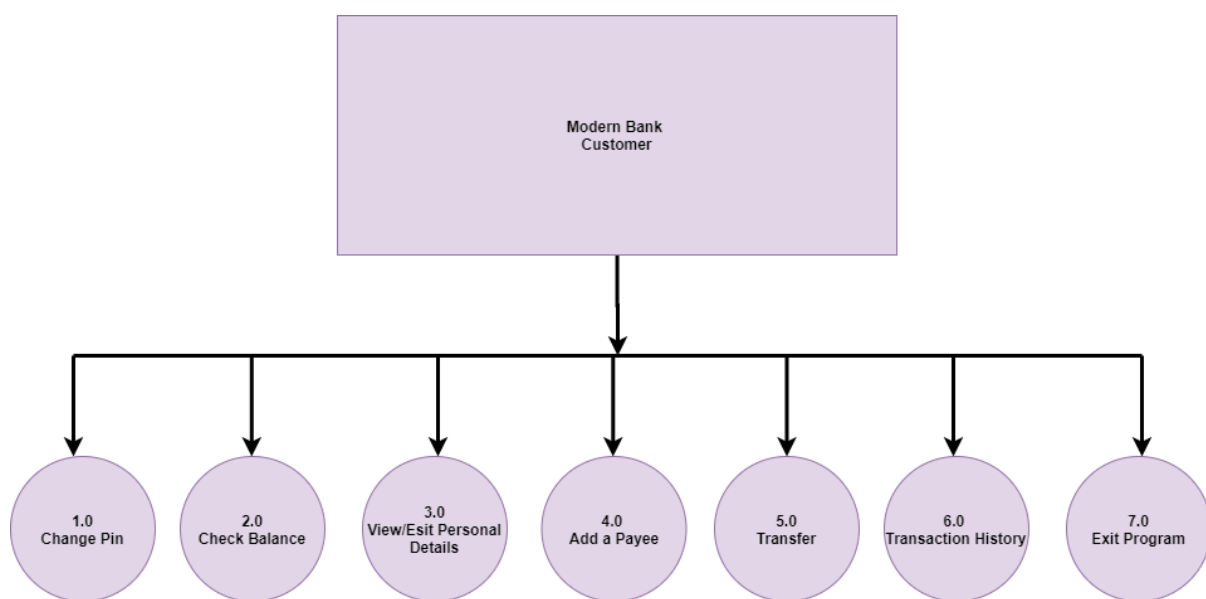 Modern Bank
Customer
1.0
Change Pin
2.0
Check Balance
3.0
View/Esit Personal
Details
4.0
Add a Payee
5.0
Transfer
6.0
Transaction History
7.0
Exit Program